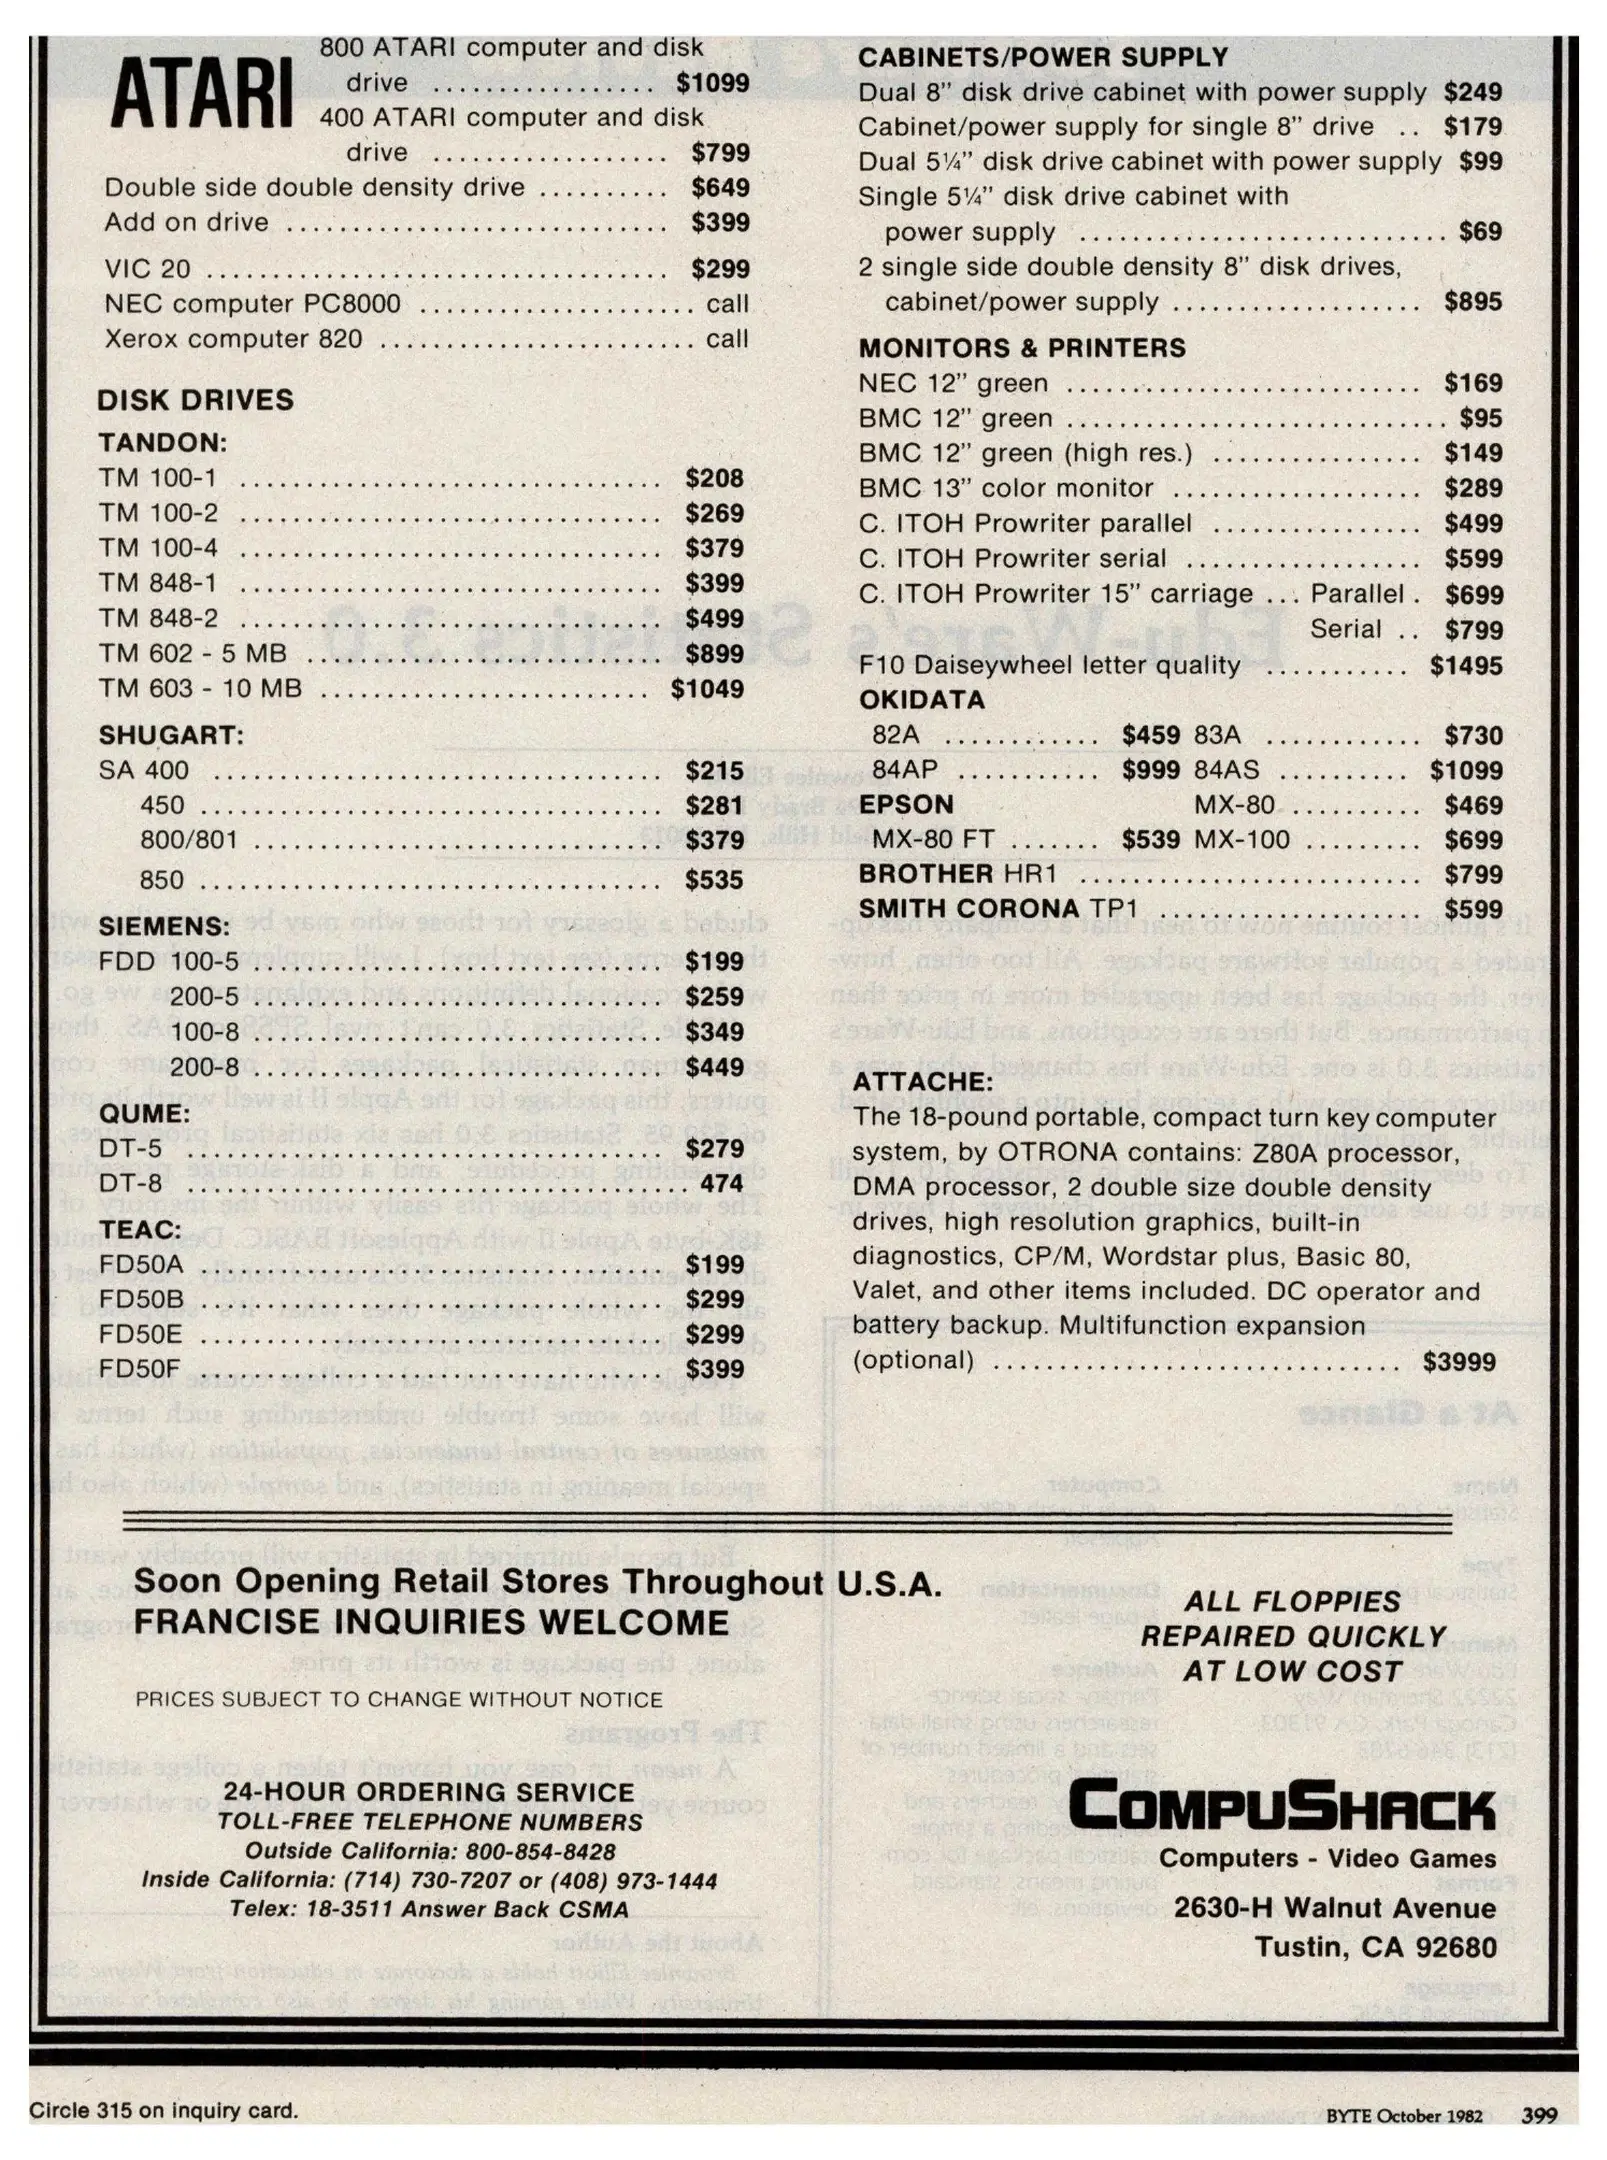 ATARI
800 ATARI computer and disk
drive ................. $1099
400 ATARI computer and disk
drive .................. $799
Double side double density drive .......... $649
Add on drive ............................. $399
VIC 20 ................................... $299
NEC computer PC8000 ..................... call
Xerox computer 820 ........................ call
DISK DRIVES
TANDON:
TM 100-1 ................................ $208
TM 100-2 ................................ $269
TM 100-4 ................................ $379
TM 848-1 ................................ $399
TM 848-2 ................................ $499
TM 602 - 5 MB ........................... $899
TM 603 - 10 MB ......................... $1049
SHUGART:
SA 400 .................................. $215
450 ................................... $281
800/801 ............................... $379
850 ................................... $535
SIEMENS:
FDD 100-5 ............................... $199
200-5 ............................... $259
100-8 ............................... $349
200-8 ............................... $449
QUME:
DT-5 .................................... $279
DT-8 ...................................... 474
TEAC:
FD50A ................................... $199
FD50B ................................... $299
FD50E ................................... $299
FD50F ................................... $399
CABINETS/POWER SUPPLY
Dual 8" disk drive cabinet with power supply $249
Cabinet/power supply for single 8" drive .. $179
Dual 5¼" disk drive cabinet with power supply $99
Single 5¼" disk drive cabinet with
power supply ............................ $69
2 single side double density 8" disk drives,
cabinet/power supply ................... $895
MONITORS & PRINTERS
NEC 12" green ........................... $169
BMC 12" green ............................. $95
BMC 12" green (high res.) ................ $149
BMC 13" color monitor ................... $289
C. ITOH Prowriter parallel ................ $499
C. ITOH Prowriter serial .................. $599
C. ITOH Prowriter 15" carriage ... Parallel . $699
Serial .. $799
F10 Daiseywheel letter quality ........... $1495
OKIDATA
82A ............ $459 83A ............ $730
84AP ........... $999 84AS .......... $1099
EPSON MX-80 .......... $469
MX-80 FT ....... $539 MX-100 ......... $699
BROTHER HR1 .......................... $799
SMITH CORONA TP1 .................... $599
ATTACHE:
The 18-pound portable, compact turn key computer
system, by OTRONA contains: Z80A processor,
DMA processor, 2 double size double density
drives, high resolution graphics, built-in
diagnostics, CP/M, Wordstar plus, Basic 80,
Valet, and other items included. DC operator and
battery backup. Multifunction expansion
(optional) ............................... $3999
Soon Opening Retail Stores Throughout U.S.A.
FRANCISE INQUIRIES WELCOME
PRICES SUBJECT TO CHANGE WITHOUT NOTICE
ALL FLOPPIES
REPAIRED QUICKLY
AT LOW COST
24-HOUR ORDERING SERVICE
TOLL-FREE TELEPHONE NUMBERS
Outside California: 800-854-8428
Inside California: (714) 730-7207 or (408) 973-1444
Telex: 18-3511 Answer Back CSMA
COMPUSHACK
Computers - Video Games
2630-H Walnut Avenue
Tustin, CA 92680
Circle 315 on inquiry card.
BYTE October 1982 399